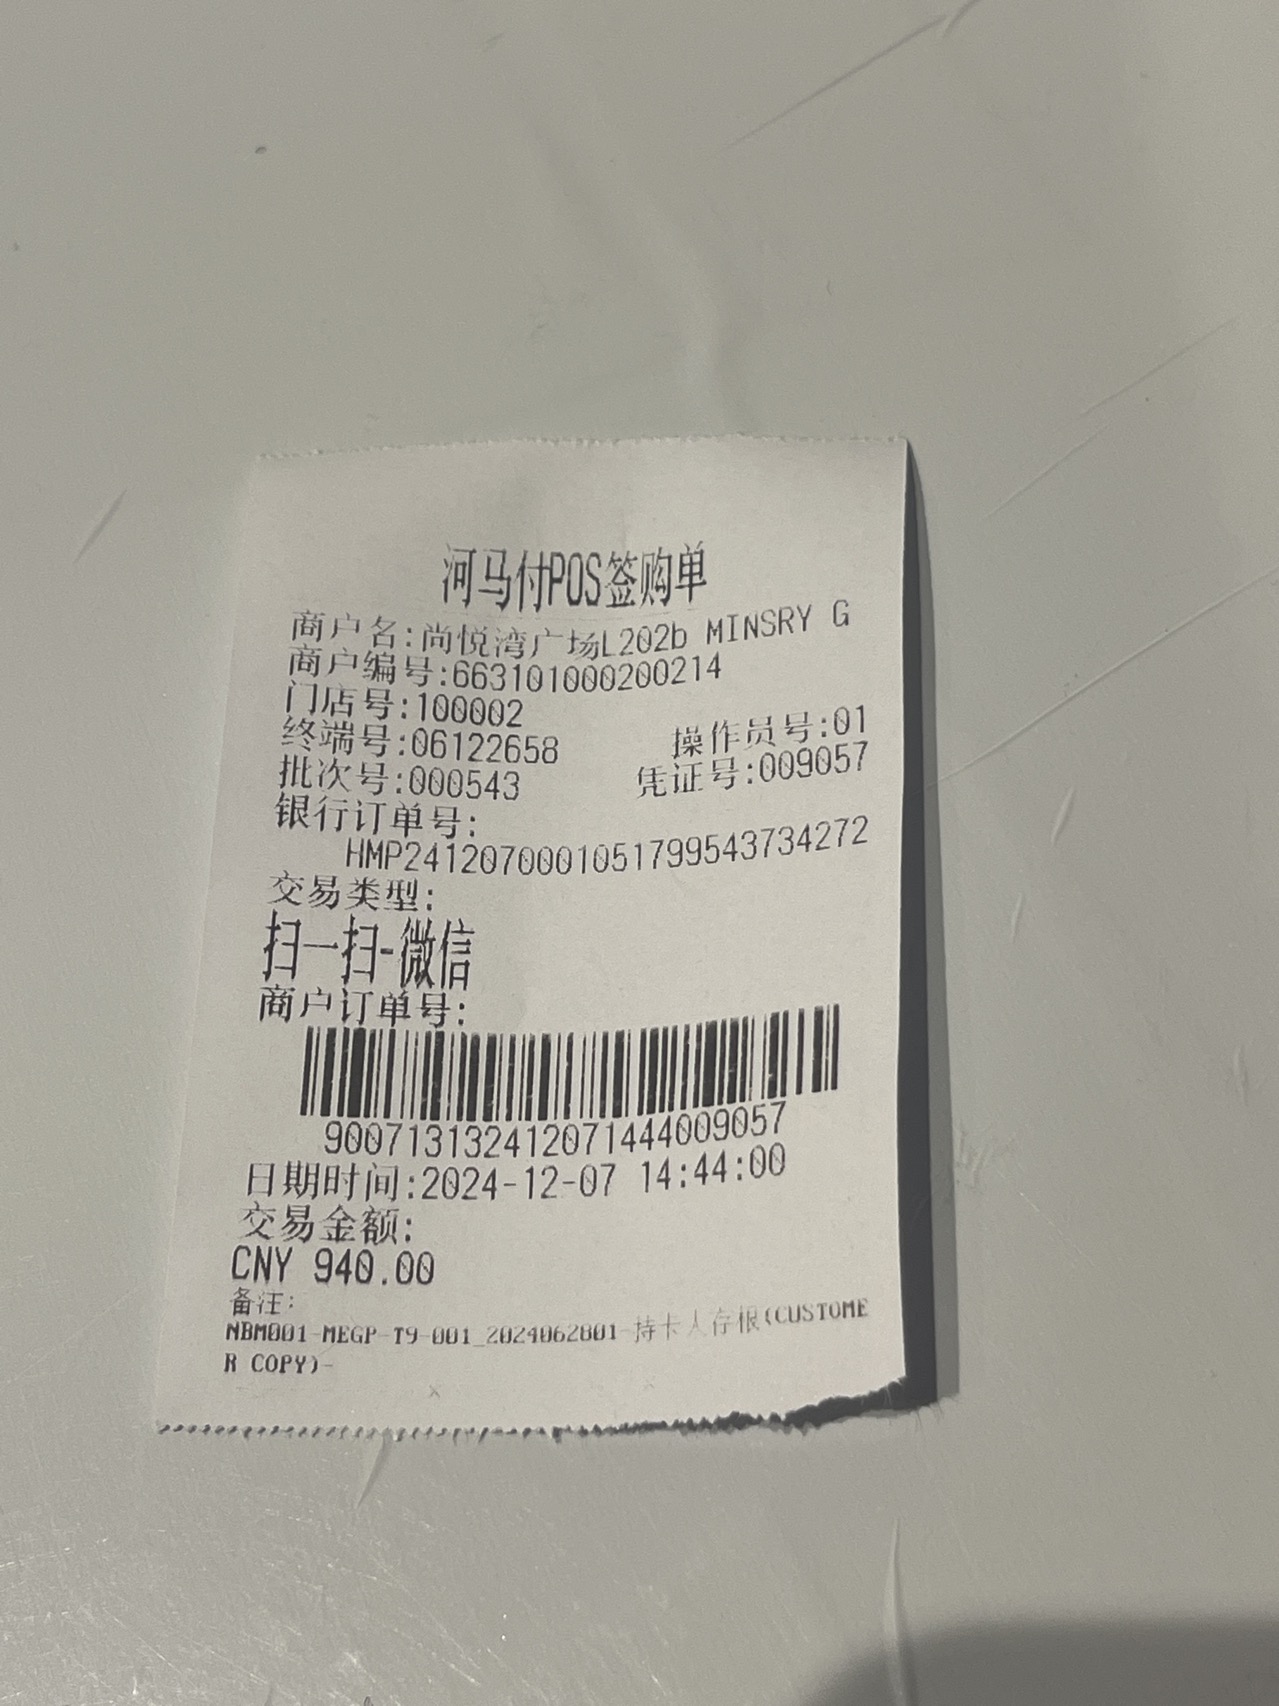 河马付POS签购单
商户名:尚悦湾广场L202b MINSRY G
商户编号:663101000200214
门店号:100002
终端号:06122658 操作员号:01
批次号:000543 凭证号:009057
银行订单号:
HMP2412070001051799543734272
交易类型:
扫一扫-微信
商户订单号:
9007131324120714440​09057
日期时间:2024-12-07 14:44:00
交易金额:
CNY 940.00
备注:
NBM001-MEGP-T9-001_2024062801-持卡人存根(CUSTOME
R COPY)-